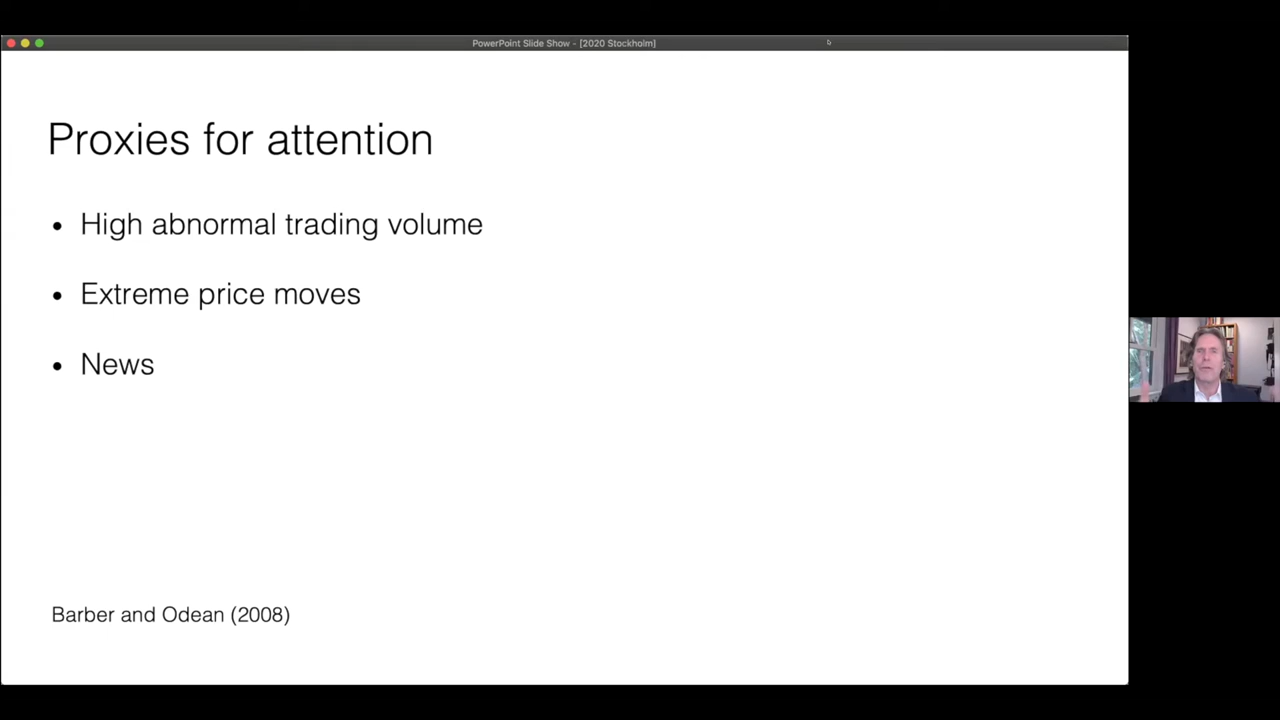 PowerPoint Slide Show - [2020 Stockholm]
Proxies for attention
• High abnormal trading volume
• Extreme price moves
• News
Barber and Odean (2008)